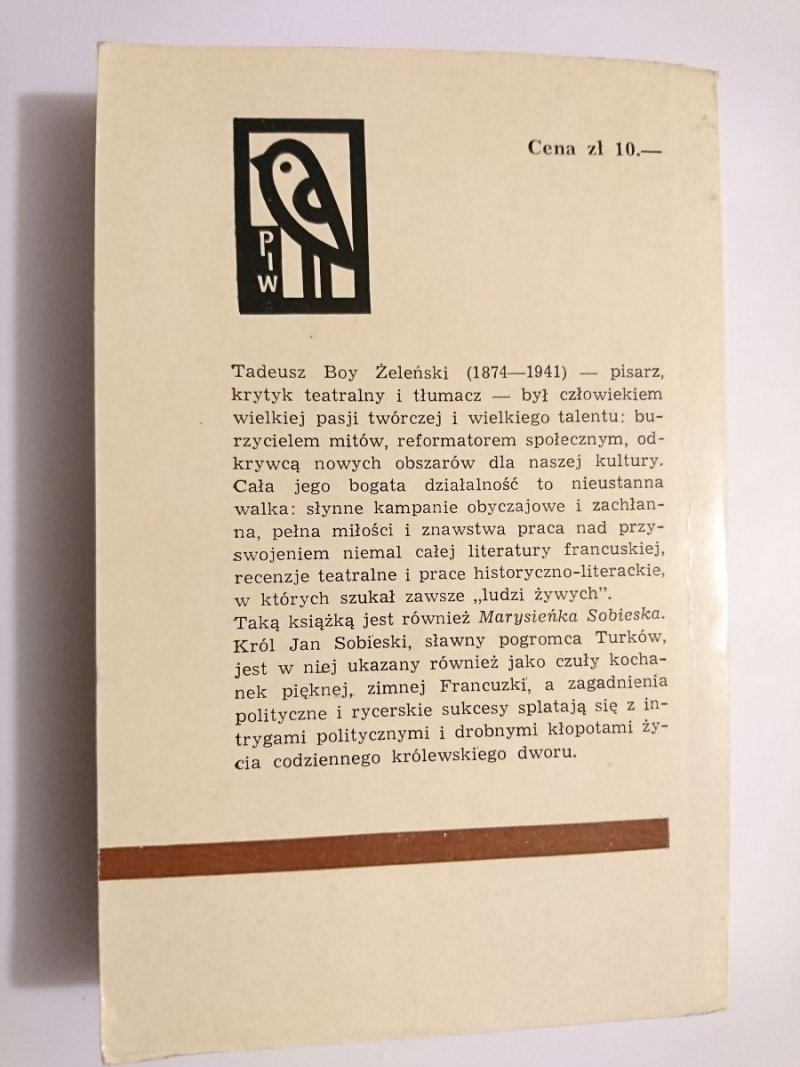 Cena zł 10.—
P
I
W
Tadeusz Boy Żeleński (1874—1941) — pisarz,
krytyk teatralny i tłumacz — był człowiekiem
wielkiej pasji twórczej i wielkiego talentu: bu-
rzycielem mitów, reformatorem społecznym, od-
krywcą nowych obszarów dla naszej kultury.
Cała jego bogata działalność to nieustanna
walka: słynne kampanie obyczajowe i zachłan-
na, pełna miłości i znawstwa praca nad przy-
swojeniem niemal całej literatury francuskiej,
recenzje teatralne i prace historyczno-literackie,
w których szukał zawsze „ludzi żywych”.
Taką książką jest również Marysieńka Sobieska.
Król Jan Sobieski, sławny pogromca Turków,
jest w niej ukazany również jako czuły kocha-
nek pięknej, zimnej Francuzki, a zagadnienia
polityczne i rycerskie sukcesy splatają się z in-
trygami politycznymi i drobnymi kłopotami ży-
cia codziennego królewskiego dworu.